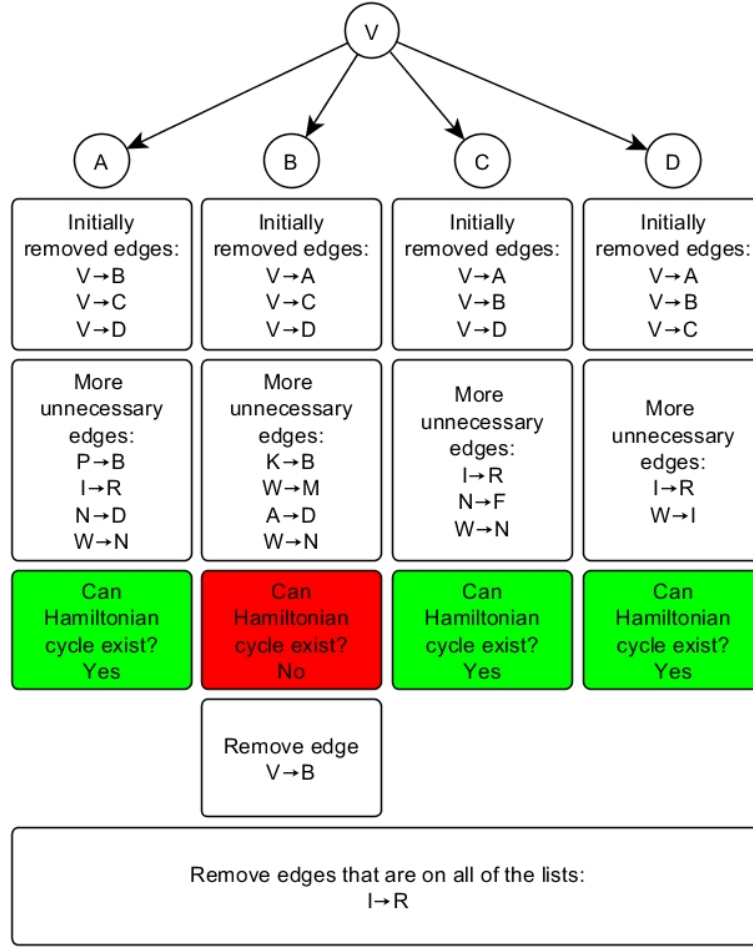 V
A
B
C
D
Initially
removed edges:
V→B
V→C
V→D
Initially
removed edges:
V→A
V→C
V→D
Initially
removed edges:
V→A
V→B
V→D
Initially
removed edges:
V→A
V→B
V→C
More
unnecessary
edges:
P→B
I→R
N→D
W→N
More
unnecessary
edges:
K→B
W→M
A→D
W→N
More
unnecessary
edges:
I→R
N→F
W→N
More
unnecessary
edges:
I→R
W→I
Can
Hamiltonian
cycle exist?
Yes
Can
Hamiltonian
cycle exist?
No
Can
Hamiltonian
cycle exist?
Yes
Can
Hamiltonian
cycle exist?
Yes
Remove edge
V→B
Remove edges that are on all of the lists:
I→R